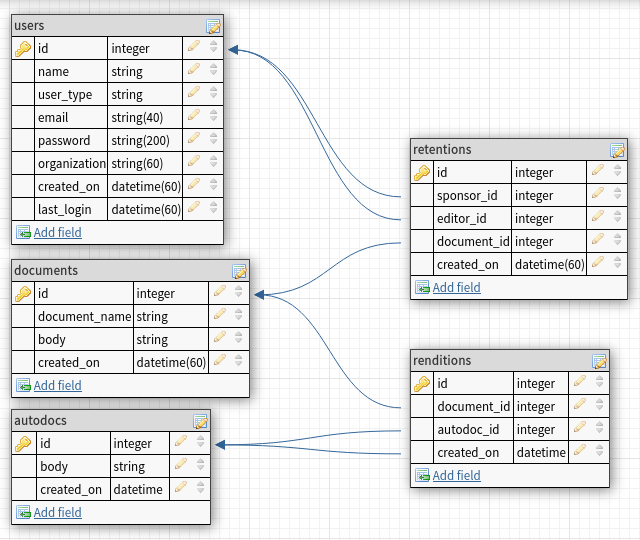 users
id integer
name string
user_type string
email string(40)
password string(200)
organization string(60)
created_on datetime(60)
last_login datetime(60)
Add field
documents
id integer
document_name string
body string
created_on datetime(60)
Add field
autodocs
id integer
body string
created_on datetime
Add field
retentions
id integer
sponsor_id integer
editor_id integer
document_id integer
created_on datetime(60)
Add field
renditions
id integer
document_id integer
autodoc_id integer
created_on datetime
Add field